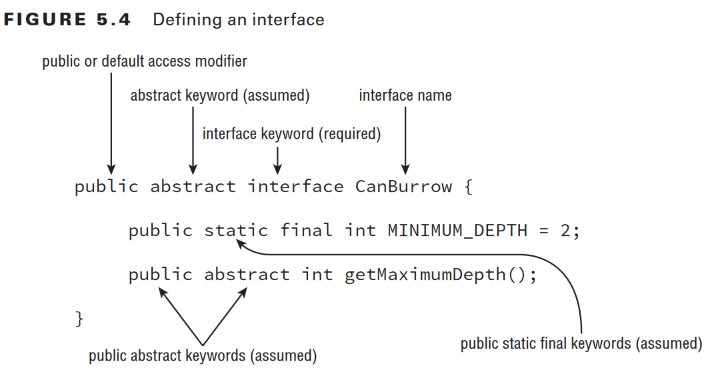 FIGURE 5.4 Defining an interface
public or default access modifier
abstract keyword (assumed)
interface name
interface keyword (required)
public abstract interface CanBurrow {
public static final int MINIMUM_DEPTH = 2;
public abstract int getMaximumDepth();
}
public abstract keywords (assumed)
public static final keywords (assumed)